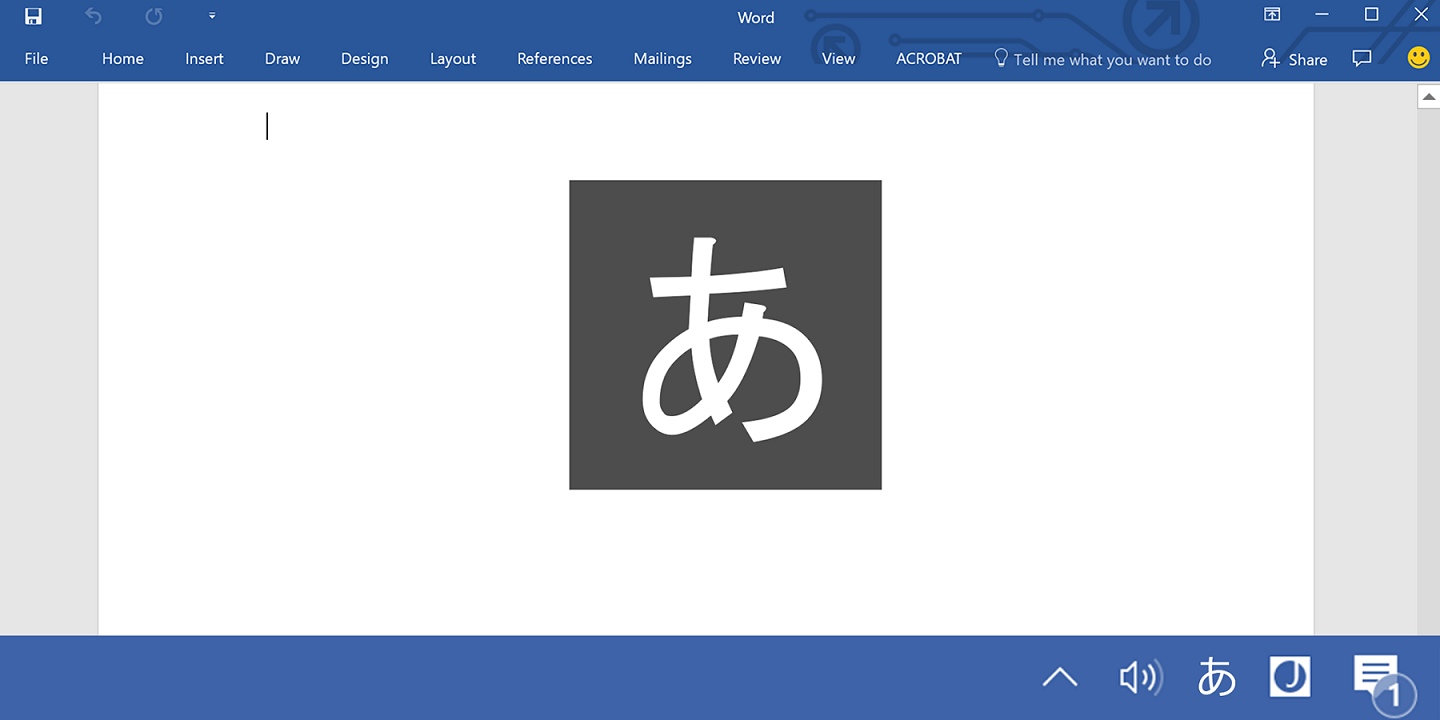 Word
File Home Insert Draw Design Layout References Mailings Review View ACROBAT Tell me what you want to do Share
あ
あ J 1